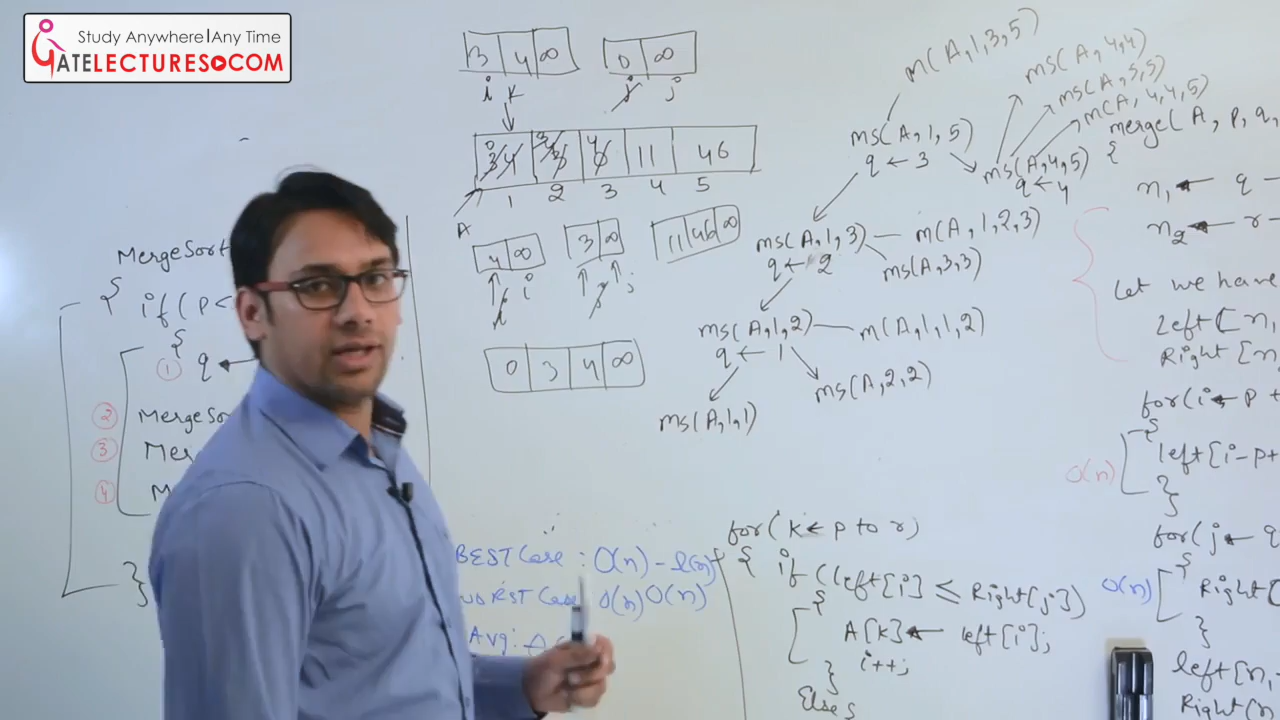 Study Anywhere | Any Time
GATELECTURES.COM
3 4 ∞
0 ∞
i k
j j
11 46
1 2 3 4 5
A
4 ∞
3 ∞
11 46 ∞
i i
j j
0 3 4 ∞
m(A,1,3,5)
ms(A,4,4)
ms(A,5,5)
m(A,4,4,5)
ms(A,1,5)
q ← 3
ms(A,4,5)
q ← 4
ms(A,1,3)
q ← 2
m(A,1,2,3)
ms(A,3,3)
ms(A,1,2)
q ← 1
m(A,1,1,2)
ms(A,2,2)
ms(A,1,1)
MergeSort
{ if ( p <
{
① q ←
②
③
④
}
merge( A, p, q,
{
n1 ← q -
n2 ← r -
Let we have
Left[ n1
Right[ n
for(i ← p +
{
O(n)
left[i-p+
}
for(j ← q
{
O(n)
Right[
}
left[n1
Right[n
BEST Case : O(n)
WORST Case O(n) O(n)
Avg:
for( k ← p to r)
{ if (left[i] ≤ Right[j])
{
A[k] ← left[i];
i++;
}
Else {